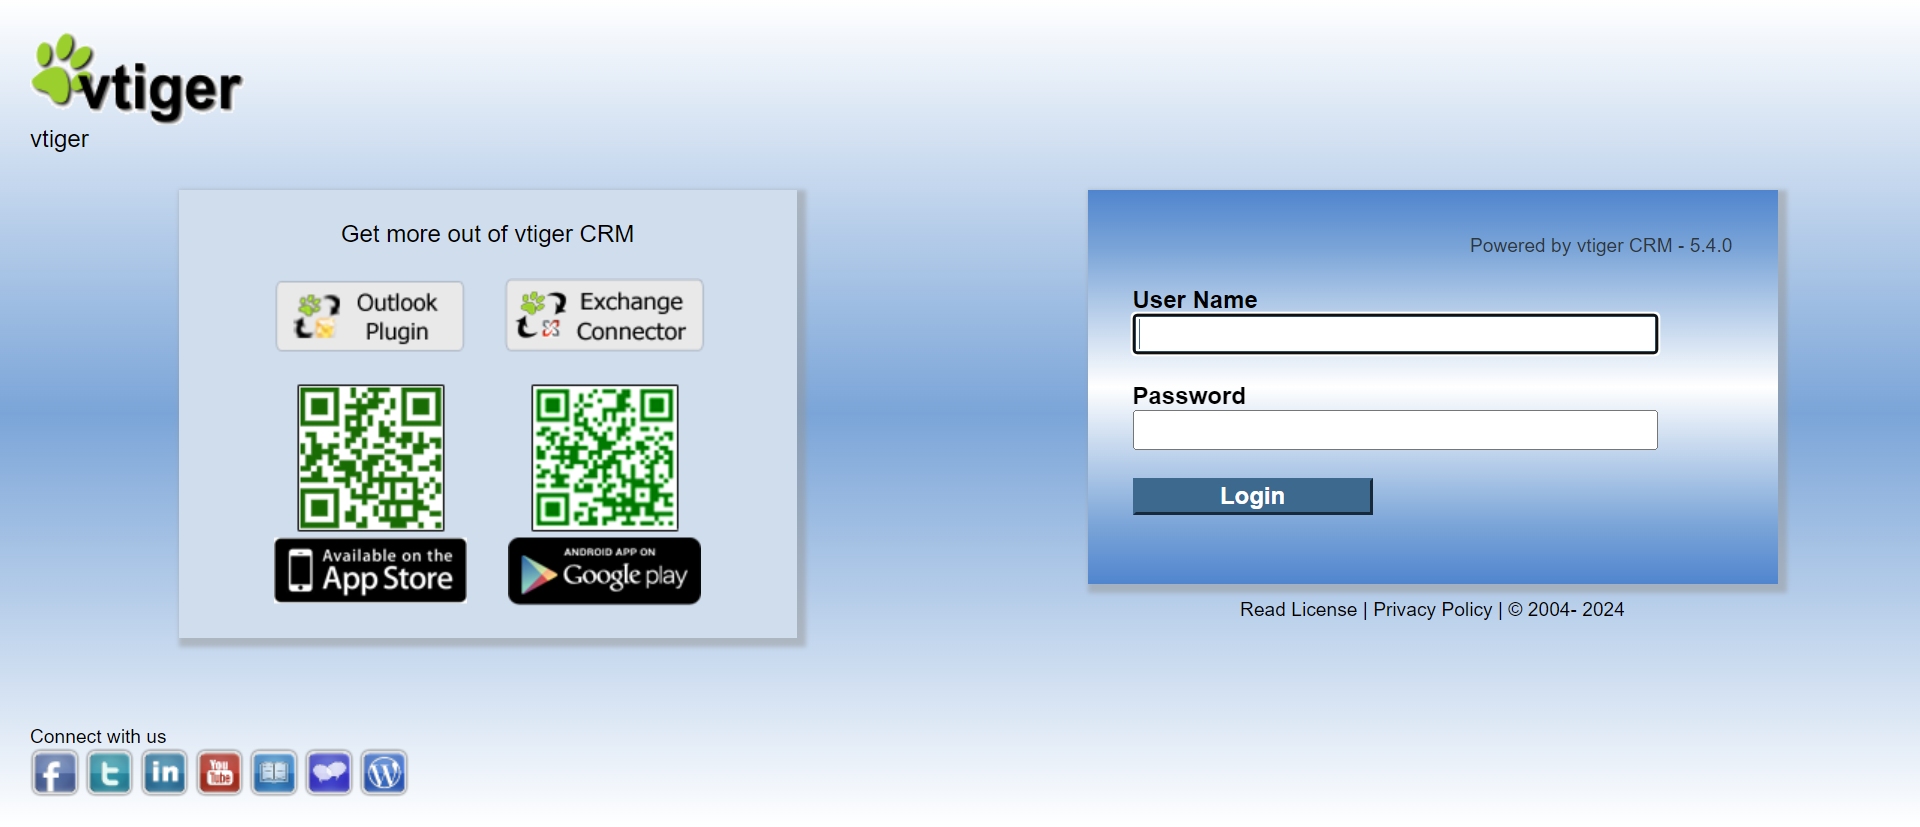 vtiger
vtiger
Get more out of vtiger CRM
Outlook
Plugin
Exchange
Connector
Available on the
App Store
ANDROID APP ON
Google play
Powered by vtiger CRM - 5.4.0
User Name
Password
Login
Read License | Privacy Policy | © 2004- 2024
Connect with us
f
t
in
You
Tube
W